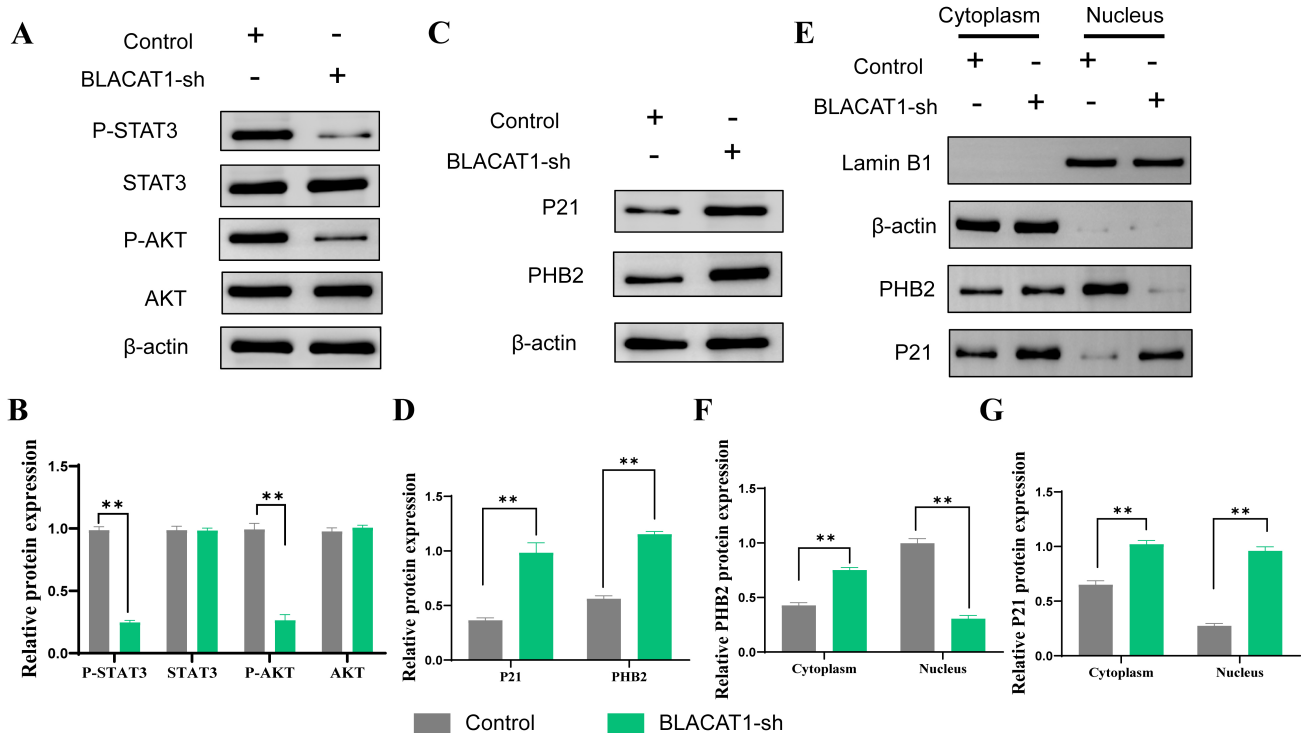 A
Control + -
BLACAT1-sh - +
P-STAT3
STAT3
P-AKT
AKT
β-actin
C
Control + -
BLACAT1-sh - +
P21
PHB2
β-actin
E
Cytoplasm Nucleus
Control + - + -
BLACAT1-sh - + - +
Lamin B1
β-actin
PHB2
P21
B
Relative protein expression
1.5
1.0
0.5
0.0
** **
P-STAT3 STAT3 P-AKT AKT
D
Relative protein expression
1.5
1.0
0.5
0.0
** **
P21 PHB2
F
Relative PHB2 protein expression
1.5
1.0
0.5
0.0
** **
Cytoplasm Nucleus
G
Relative P21 protein expression
1.5
1.0
0.5
0.0
** **
Cytoplasm Nucleus
Control BLACAT1-sh